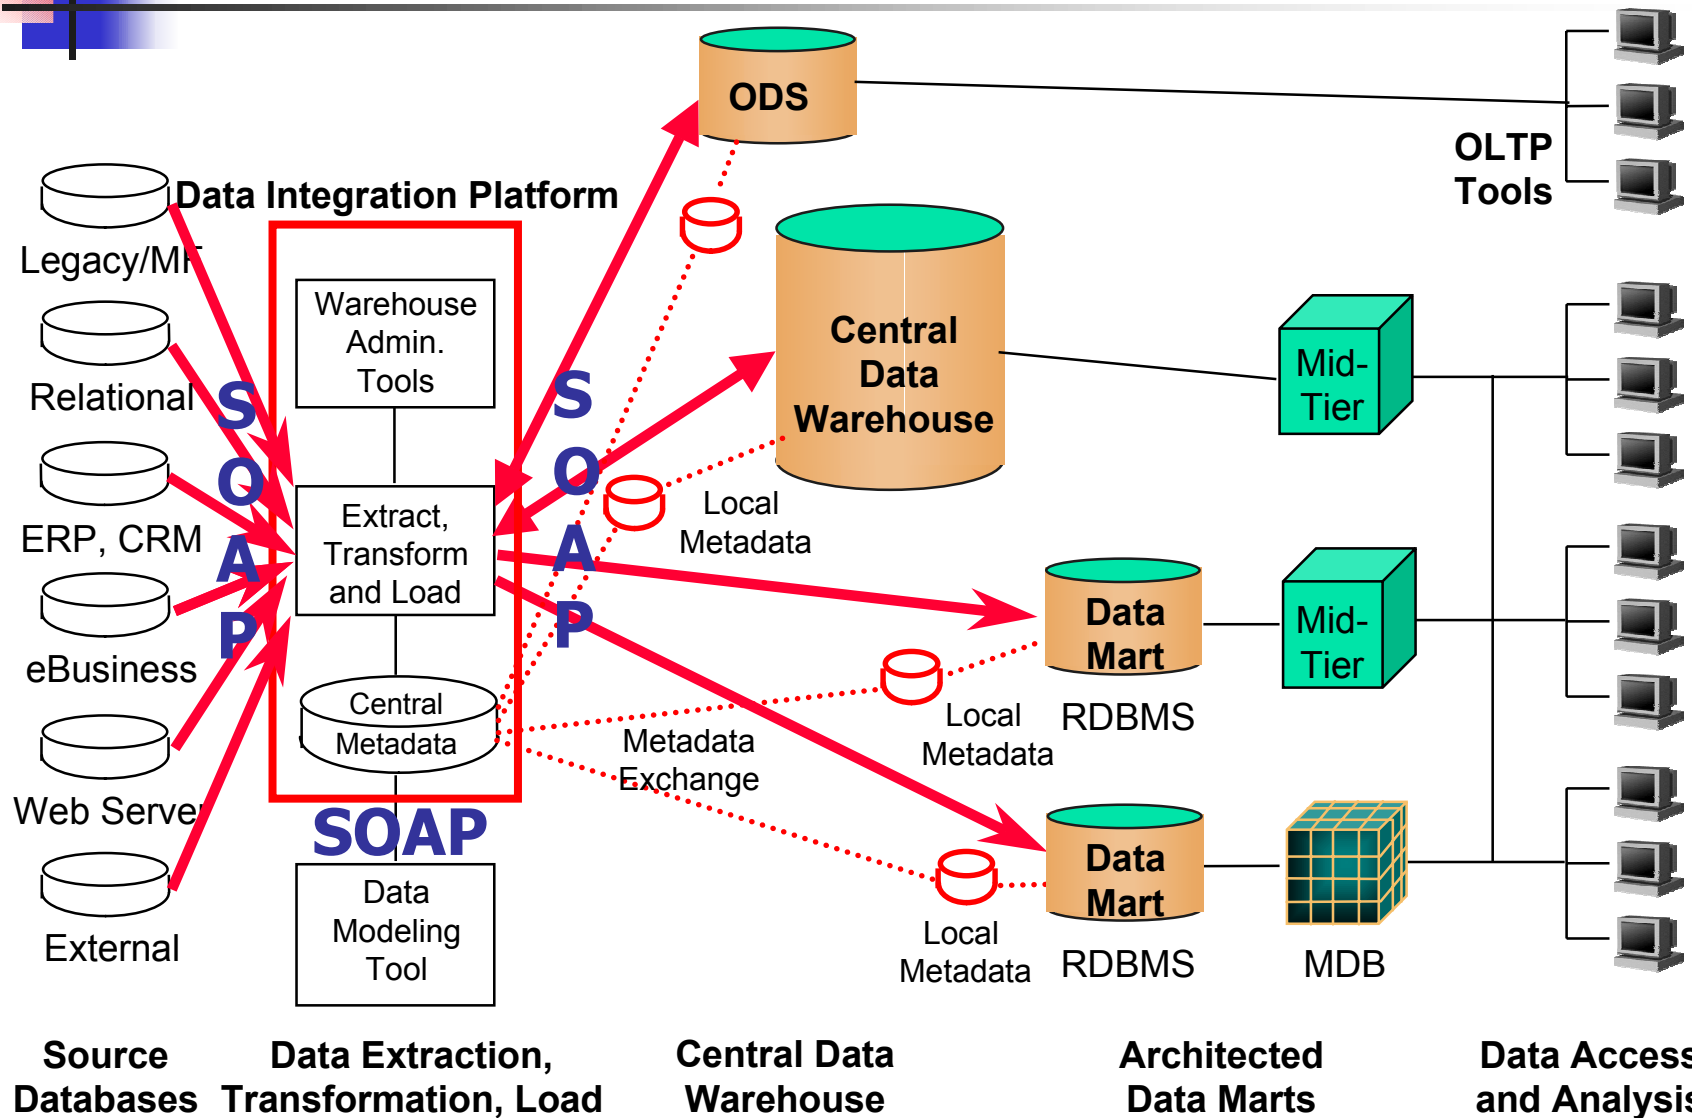 ODS
OLTP
Tools
Data Integration Platform
Legacy/MF
Relational
ERP, CRM
eBusiness
Web Server
External
S
O
A
P
Warehouse
Admin.
Tools
Extract,
Transform
and Load
Central
Metadata
SOAP
Data
Modeling
Tool
S
O
A
P
Central
Data
Warehouse
Local
Metadata
Metadata
Exchange
Local
Metadata
Local
Metadata
Data
Mart
RDBMS
Data
Mart
RDBMS
Mid-
Tier
Mid-
Tier
MDB
Source
Databases
Data Extraction,
Transformation, Load
Central Data
Warehouse
Architected
Data Marts
Data Access
and Analysis